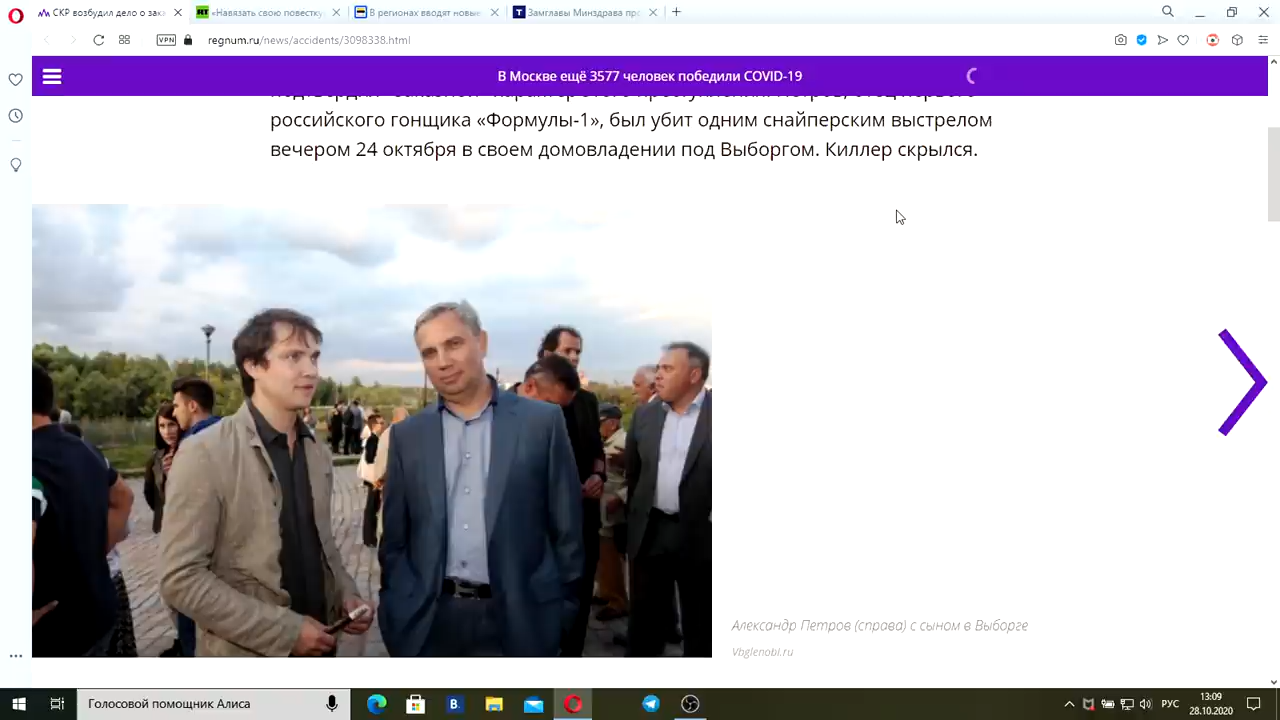 СКР возбудил дело о зака
«Навязать свою повестку
В регионах вводят новые
Замглавы Минздрава про
VPN
regnum.ru/news/accidents/3098338.html
В Москве ещё 3577 человек победили COVID-19
российского гонщика «Формулы-1», был убит одним снайперским выстрелом
вечером 24 октября в своем домовладении под Выборгом. Киллер скрылся.
Александр Петров (справа) с сыном в Выборге
Vbglenobl.ru
Голосовой помощник Алиса
РУС
13:09
28.10.2020